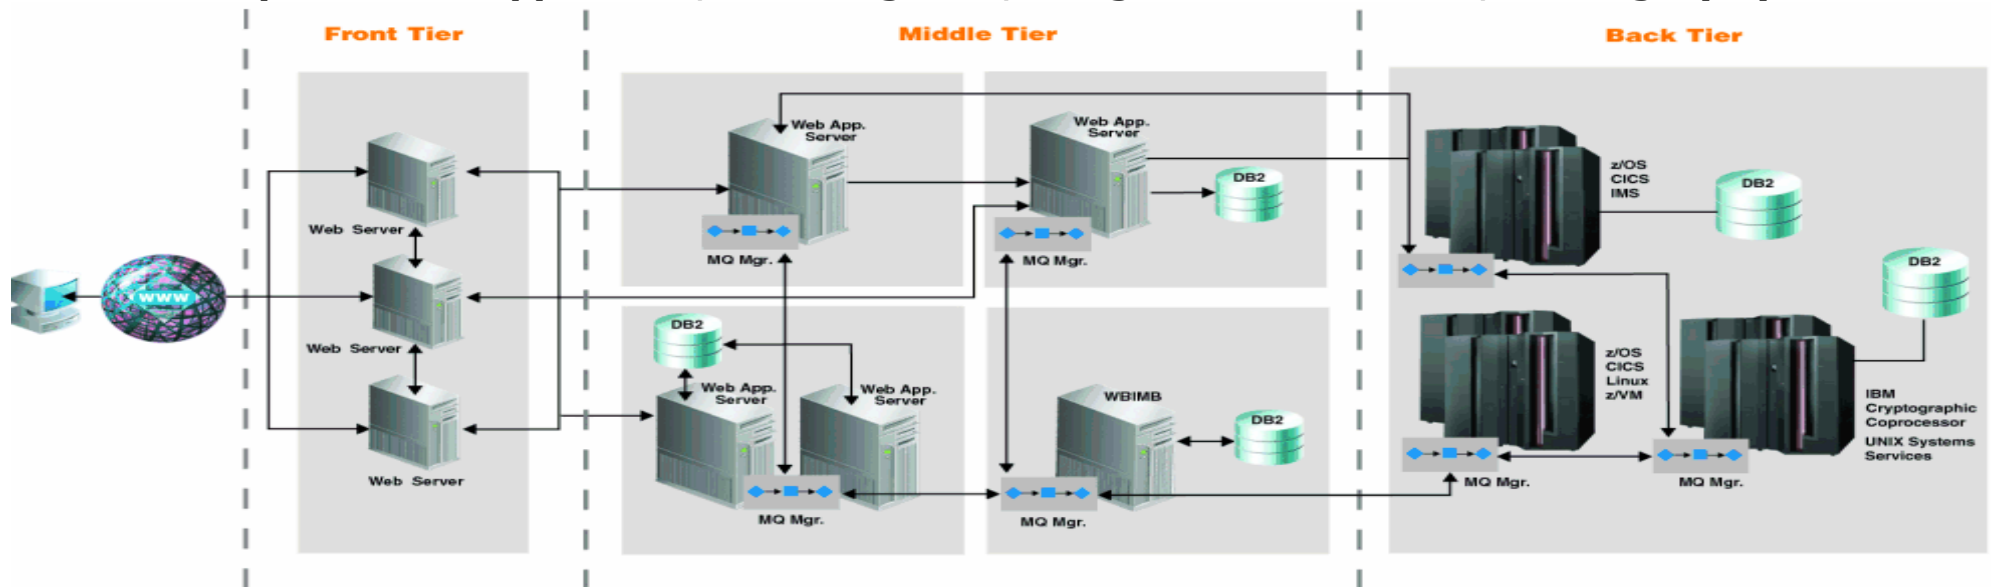 Front Tier
Middle Tier
Back Tier
www
Web Server
Web Server
Web Server
Web App.
Server
MQ Mgr.
Web App.
Server
DB2
MQ Mgr.
DB2
Web App.
Server
Web App.
Server
MQ Mgr.
WBIMB
DB2
MQ Mgr.
z/OS
CICS
IMS
DB2
DB2
z/OS
CICS
Linux
z/VM
MQ Mgr.
IBM
Cryptographic
Coprocessor
UNIX Systems
Services
MQ Mgr.